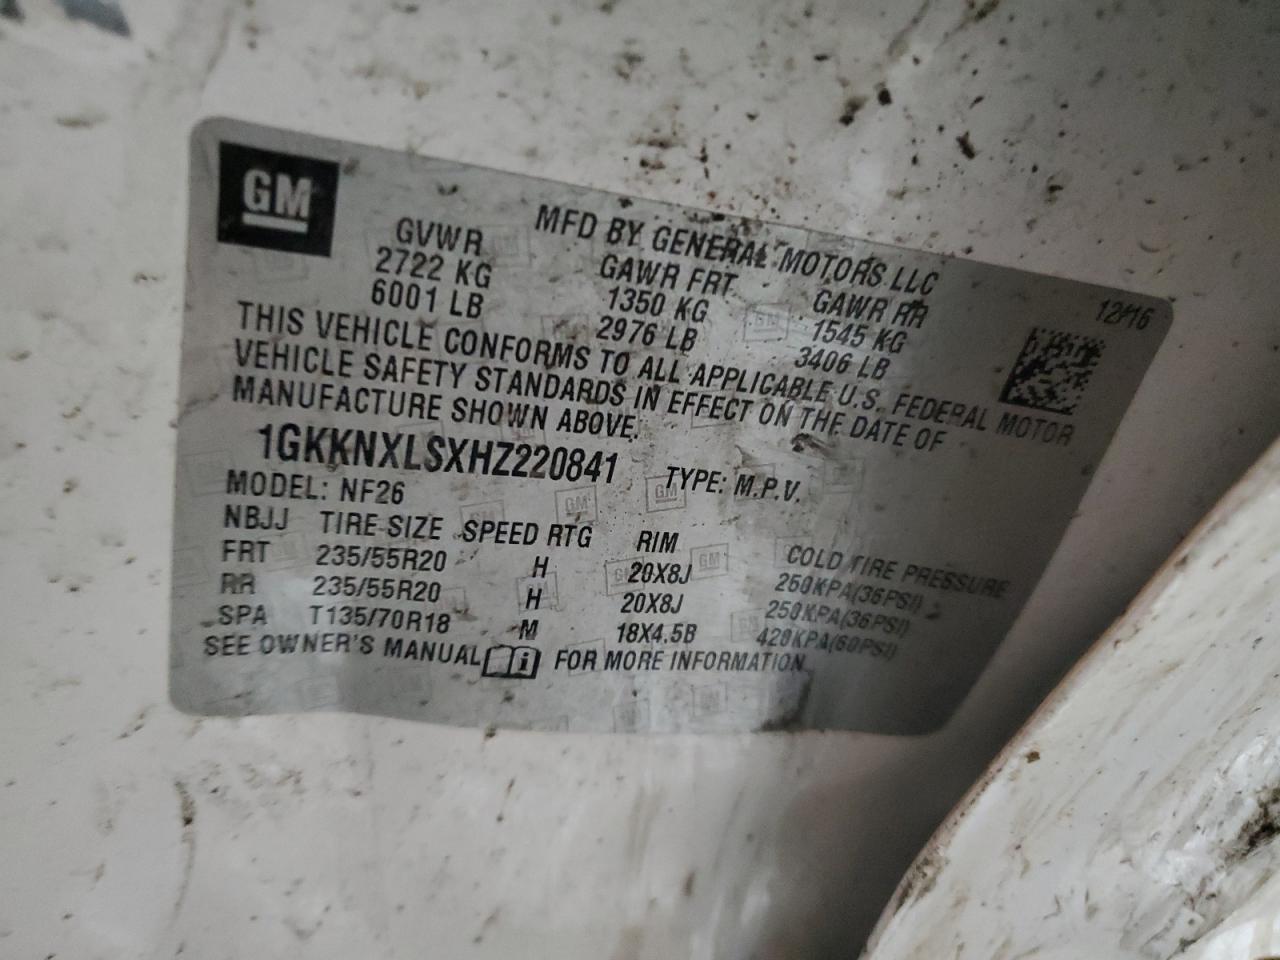 GM
MFD BY GENERAL MOTORS LLC
12/16
GVWR GAWR FRT GAWR RR
2722 KG 1350 KG 1545 KG
6001 LB 2976 LB 3406 LB
THIS VEHICLE CONFORMS TO ALL APPLICABLE U.S. FEDERAL MOTOR
VEHICLE SAFETY STANDARDS IN EFFECT ON THE DATE OF
MANUFACTURE SHOWN ABOVE.
1GKKNXLSXHZ220841 TYPE: M.P.V.
MODEL: NF26
NBJJ TIRE SIZE SPEED RTG RIM COLD TIRE PRESSURE
FRT 235/55R20 H 20X8J 250KPA(36PSI)
RR 235/55R20 H 20X8J 250KPA(36PSI)
SPA T135/70R18 M 18X4.5B 420KPA(60PSI)
SEE OWNER'S MANUAL i FOR MORE INFORMATION